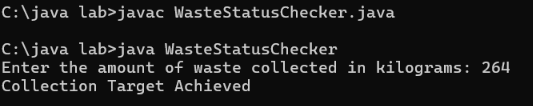 C:\java lab>javac WasteStatusChecker.java
C:\java lab>java WasteStatusChecker
Enter the amount of waste collected in kilograms: 264
Collection Target Achieved